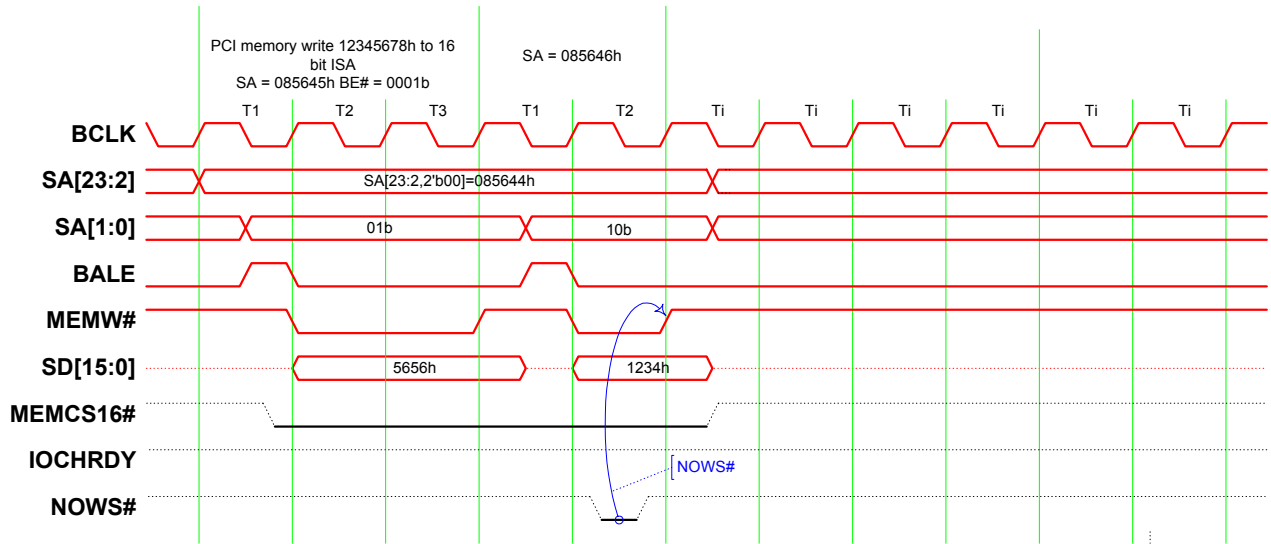 PCI memory write 12345678h to 16
bit ISA
SA = 085645h BE# = 0001b
SA = 085646h
T1 T2 T3 T1 T2 Ti Ti Ti Ti Ti Ti
BCLK
SA[23:2] SA[23:2,2'b00]=085644h
SA[1:0] 01b 10b
BALE
MEMW#
SD[15:0] 5656h 1234h
MEMCS16#
IOCHRDY
NOWS#
NOWS#